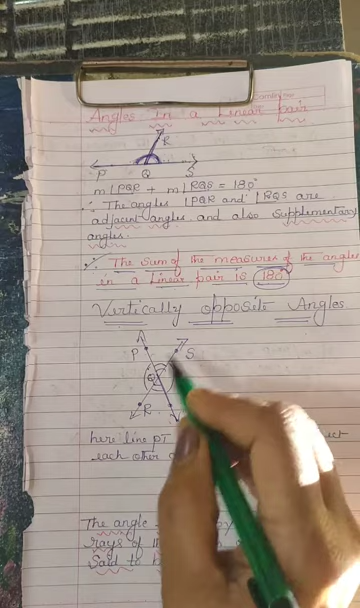 Angles in a Linear pair
R
P Q S
m∠PQR + m∠RQS = 180°
∴ The angles ∠PQR and ∠RQS are
adjacent angles and also Supplementary
angles.
The Sum of the measures of the angles
in a Linear pair is 180°
Vertically opposite Angles
P
S
R
here line PT
each other
The angle
rays of
Said to